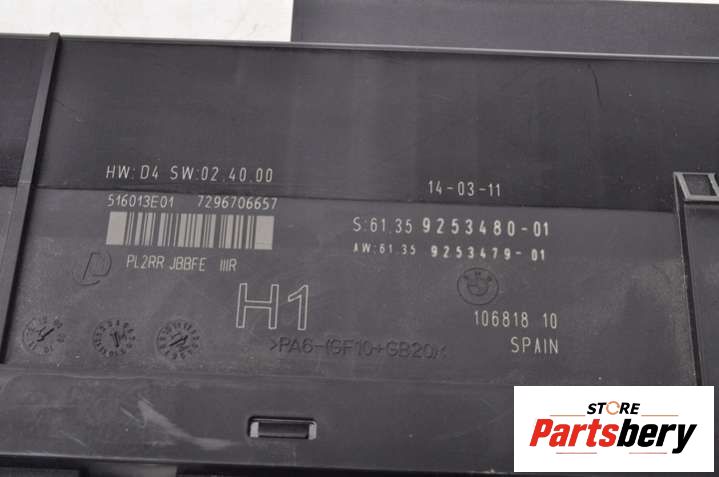 HW:D4 SW:02.40.00
14-03-11
516013E01 7296706657
S:61.35 9253480-01
AW:61.35 9253479-01
PL2RR JBBFE IIIR
H1
106818 10
SPAIN
>PA6-(GF10+GB20)<
STORE
Partsbery